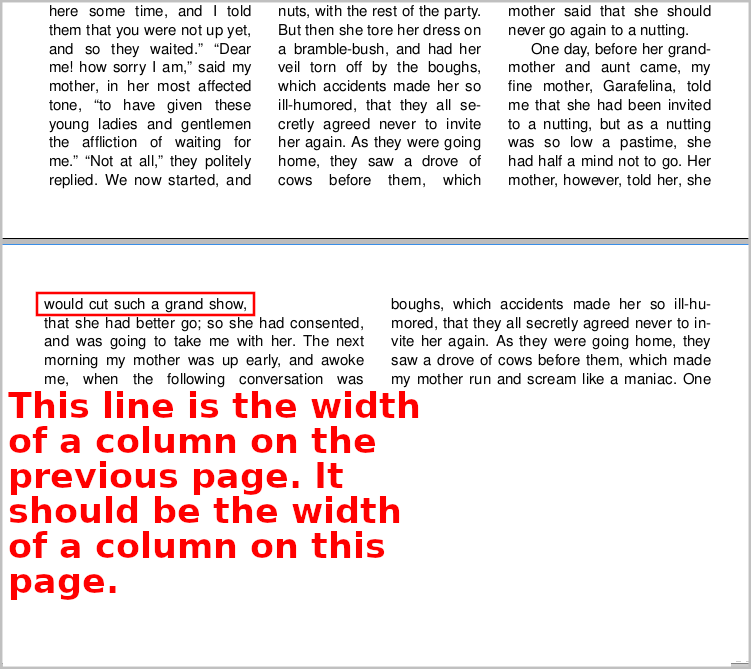 here some time, and I told
them that you were not up yet,
and so they waited.” “Dear
me! how sorry I am,” said my
mother, in her most affected
tone, “to have given these
young ladies and gentlemen
the affliction of waiting for
me.” “Not at all,” they politely
replied. We now started, and
nuts, with the rest of the party.
But then she tore her dress on
a bramble-bush, and had her
veil torn off by the boughs,
which accidents made her so
ill-humored, that they all se-
cretly agreed never to invite
her again. As they were going
home, they saw a drove of
cows before them, which
mother said that she should
never go again to a nutting.
One day, before her grand-
mother and aunt came, my
fine mother, Garafelina, told
me that she had been invited
to a nutting, but as a nutting
was so low a pastime, she
had half a mind not to go. Her
mother, however, told her, she
would cut such a grand show,
that she had better go; so she had consented,
and was going to take me with her. The next
morning my mother was up early, and awoke
me, when the following conversation was
boughs, which accidents made her so ill-hu-
mored, that they all secretly agreed never to in-
vite her again. As they were going home, they
saw a drove of cows before them, which made
my mother run and scream like a maniac. One
This line is the width
of a column on the
previous page. It
should be the width
of a column on this
page.